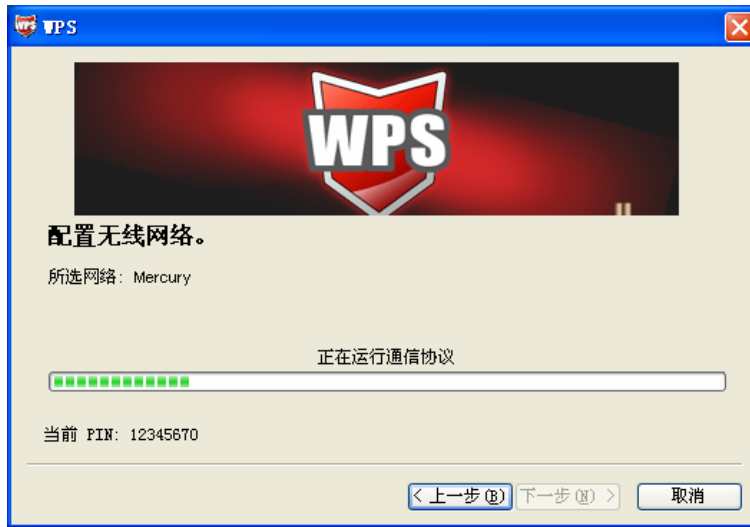 WPS
WPS
配置无线网络。
所选网络: Mercury
正在运行通信协议
当前 PIN: 12345670
< 上一步(B) 下一步(N) > 取消